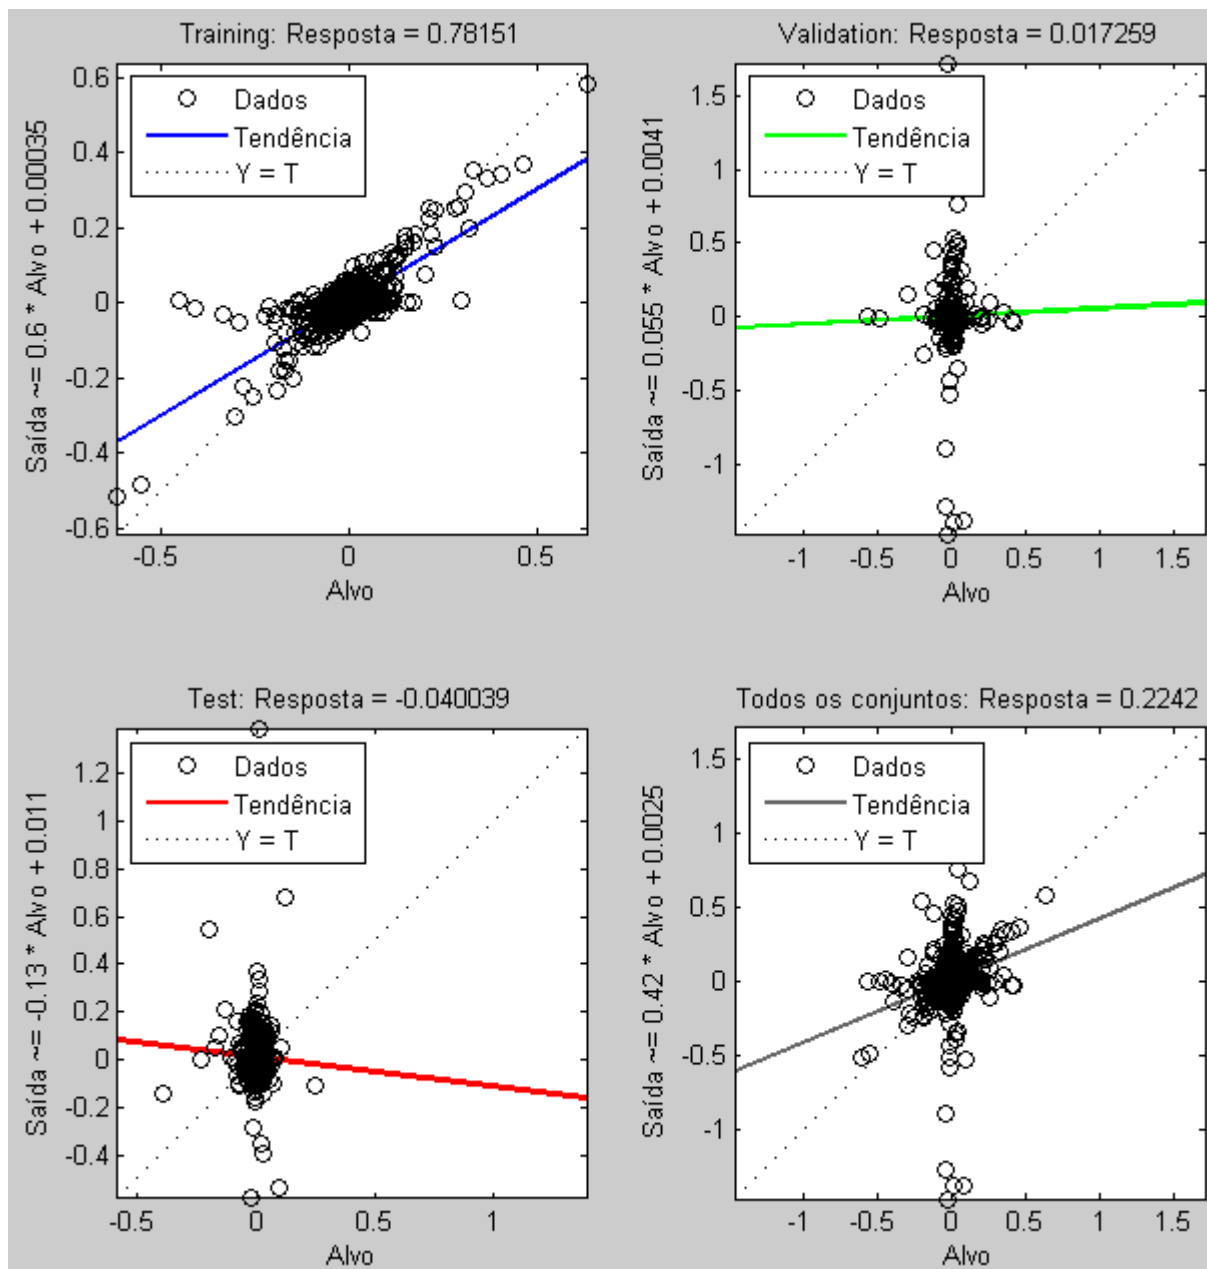 Training: Resposta = 0.78151
Saída ~= 0.6 * Alvo + 0.00035
0.6
0.4
0.2
0
-0.2
-0.4
-0.6
Dados
Tendência
Y = T
-0.5
0
0.5
Alvo
Validation: Resposta = 0.017259
Saída ~= 0.055 * Alvo + 0.0041
1.5
1
0.5
0
-0.5
-1
Dados
Tendência
Y = T
-1
-0.5
0
0.5
1
1.5
Alvo
Test: Resposta = -0.040039
Saída ~= -0.13 * Alvo + 0.011
1.2
1
0.8
0.6
0.4
0.2
0
-0.2
-0.4
Dados
Tendência
Y = T
-0.5
0
0.5
1
Alvo
Todos os conjuntos: Resposta = 0.2242
Saída ~= 0.42 * Alvo + 0.0025
1.5
1
0.5
0
-0.5
-1
Dados
Tendência
Y = T
-1
-0.5
0
0.5
1
1.5
Alvo